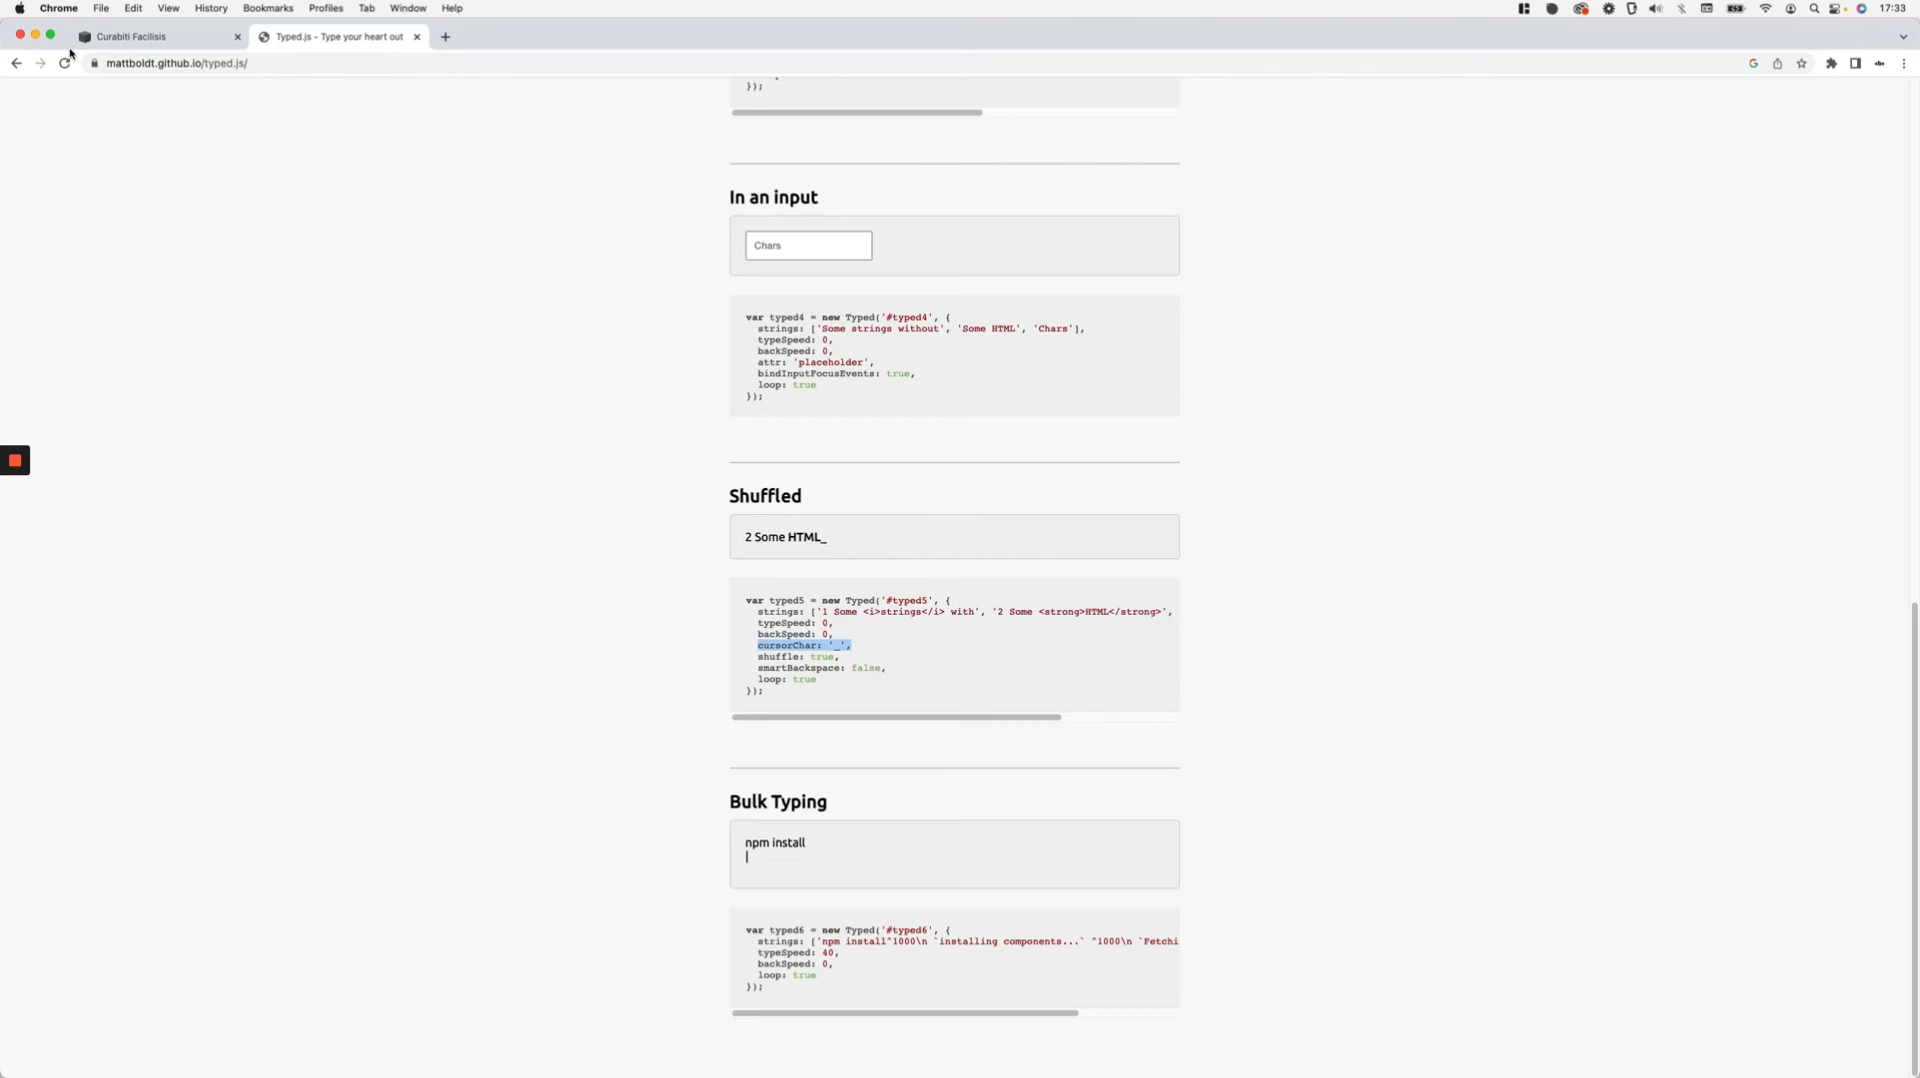 Chrome File Edit View History Bookmarks Profiles Tab Window Help 17:33
Curabiti Facilisis Typed.js - Type your heart out
mattboldt.github.io/typed.js/
});
In an input
Chars
var typed4 = new Typed('#typed4', {
strings: ['Some strings without', 'Some HTML', 'Chars'],
typeSpeed: 0,
backSpeed: 0,
attr: 'placeholder',
bindInputFocusEvents: true,
loop: true
});
Shuffled
2 Some HTML_
var typed5 = new Typed('#typed5', {
strings: ['1 Some <i>strings</i> with', '2 Some <strong>HTML</strong>',
typeSpeed: 0,
backSpeed: 0,
cursorChar: '_',
shuffle: true,
smartBackspace: false,
loop: true
});
Bulk Typing
npm install
|
var typed6 = new Typed('#typed6', {
strings: ['npm install^1000\n `installing components...` ^1000\n `Fetchi
typeSpeed: 40,
backSpeed: 0,
loop: true
});